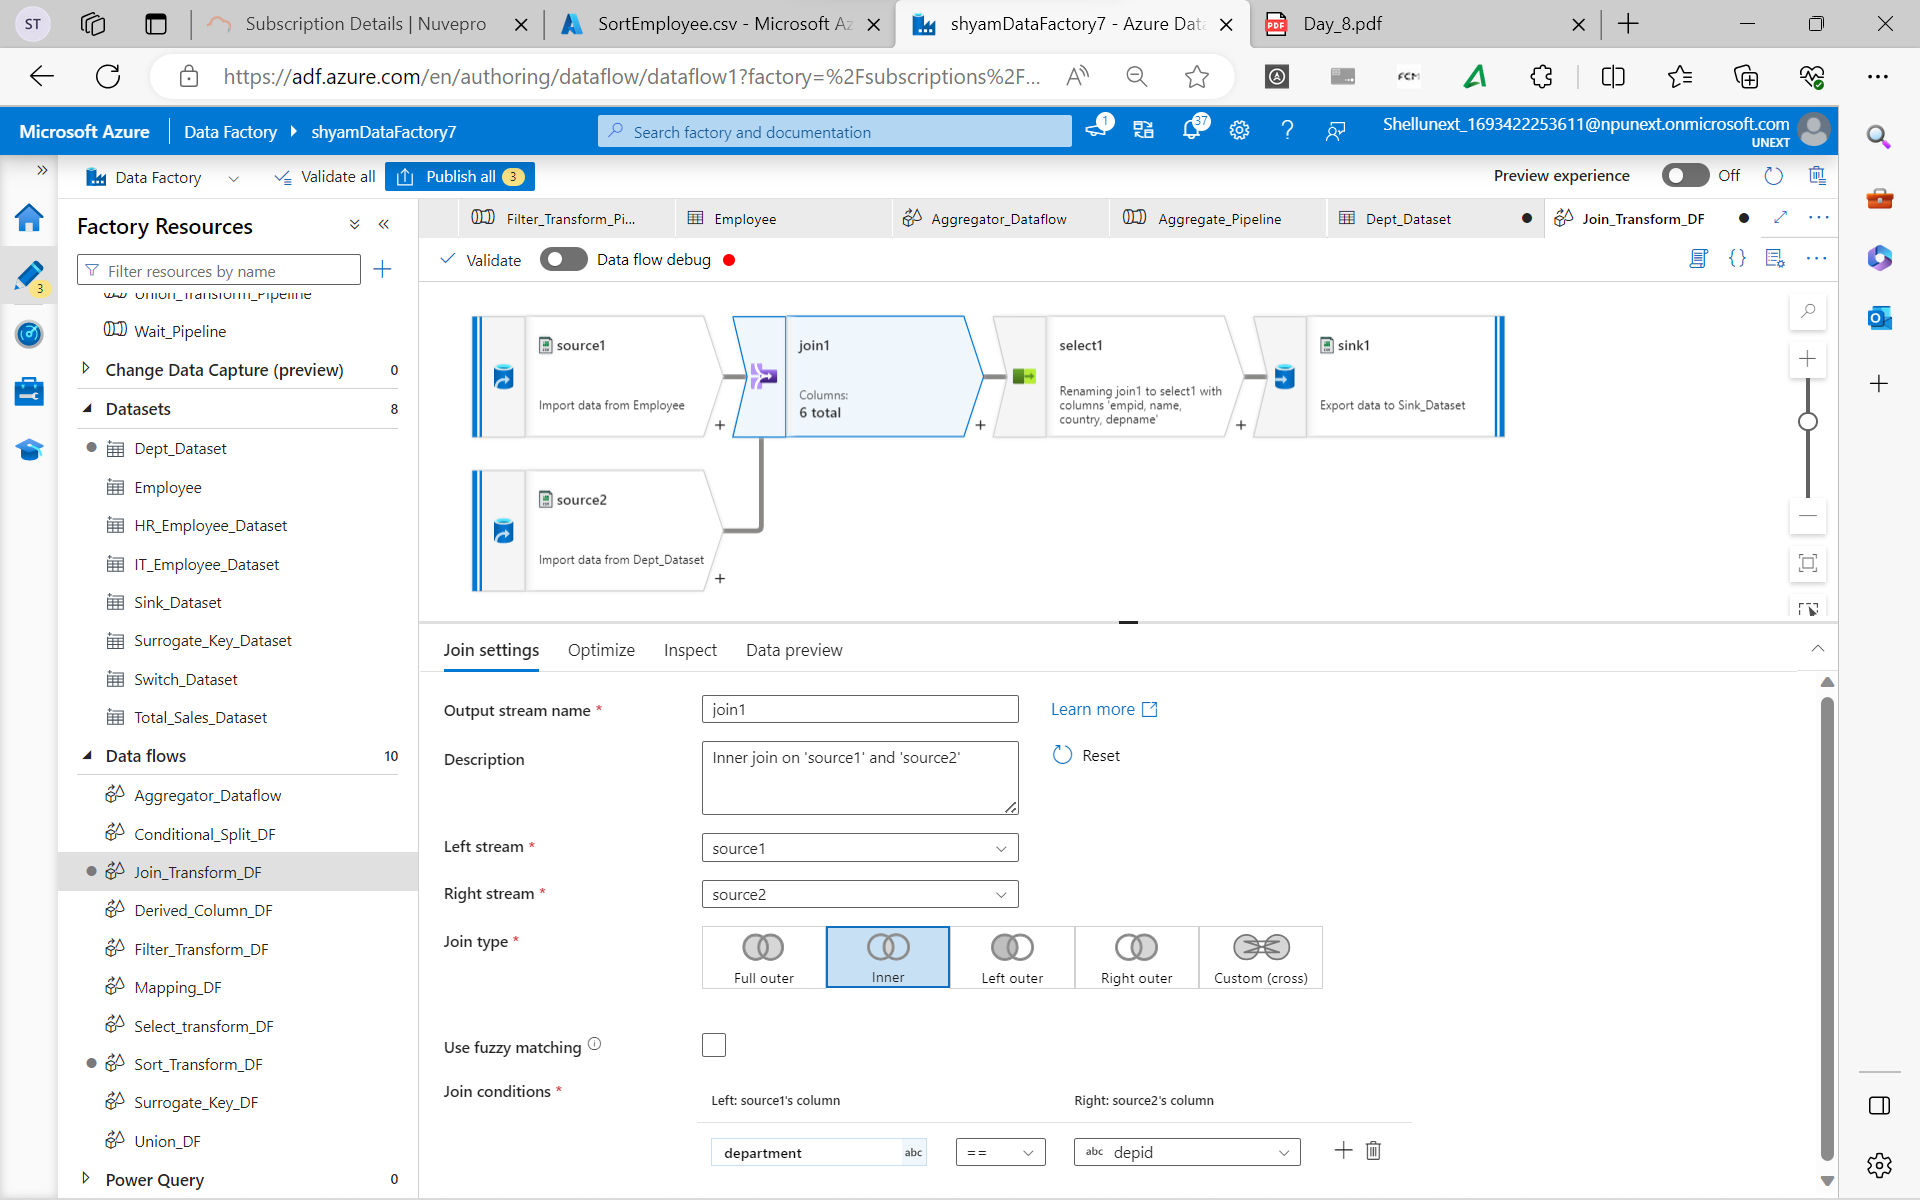 ST
Subscription Details | Nuvepro
SortEmployee.csv - Microsoft Az
shyamDataFactory7 - Azure Data
PDF
Day_8.pdf
https://adf.azure.com/en/authoring/dataflow/dataflow1?factory=%2Fsubscriptions%2F...
FCM
Microsoft Azure
Data Factory
shyamDataFactory7
Search factory and documentation
1
37
Shellunext_1693422253611@npunext.onmicrosoft.com
UNEXT
Data Factory
Validate all
Publish all 3
Preview experience
Off
3
Factory Resources
Filter resources by name
Union_Transform_Pipeline
Wait_Pipeline
Change Data Capture (preview) 0
Datasets 8
Dept_Dataset
Employee
HR_Employee_Dataset
IT_Employee_Dataset
Sink_Dataset
Surrogate_Key_Dataset
Switch_Dataset
Total_Sales_Dataset
Data flows 10
Aggregator_Dataflow
Conditional_Split_DF
Join_Transform_DF
Derived_Column_DF
Filter_Transform_DF
Mapping_DF
Select_transform_DF
Sort_Transform_DF
Surrogate_Key_DF
Union_DF
Power Query 0
Filter_Transform_Pi...
Employee
Aggregator_Dataflow
Aggregate_Pipeline
Dept_Dataset
Join_Transform_DF
Validate
Data flow debug
source1
Import data from Employee
join1
Columns:
6 total
select1
Renaming join1 to select1 with
columns 'empid, name,
country, depname'
sink1
Export data to Sink_Dataset
source2
Import data from Dept_Dataset
Join settings
Optimize
Inspect
Data preview
Output stream name *
join1
Learn more
Description
Inner join on 'source1' and 'source2'
Reset
Left stream *
source1
Right stream *
source2
Join type *
Full outer
Inner
Left outer
Right outer
Custom (cross)
Use fuzzy matching
Join conditions *
Left: source1's column
Right: source2's column
department abc
==
abc depid